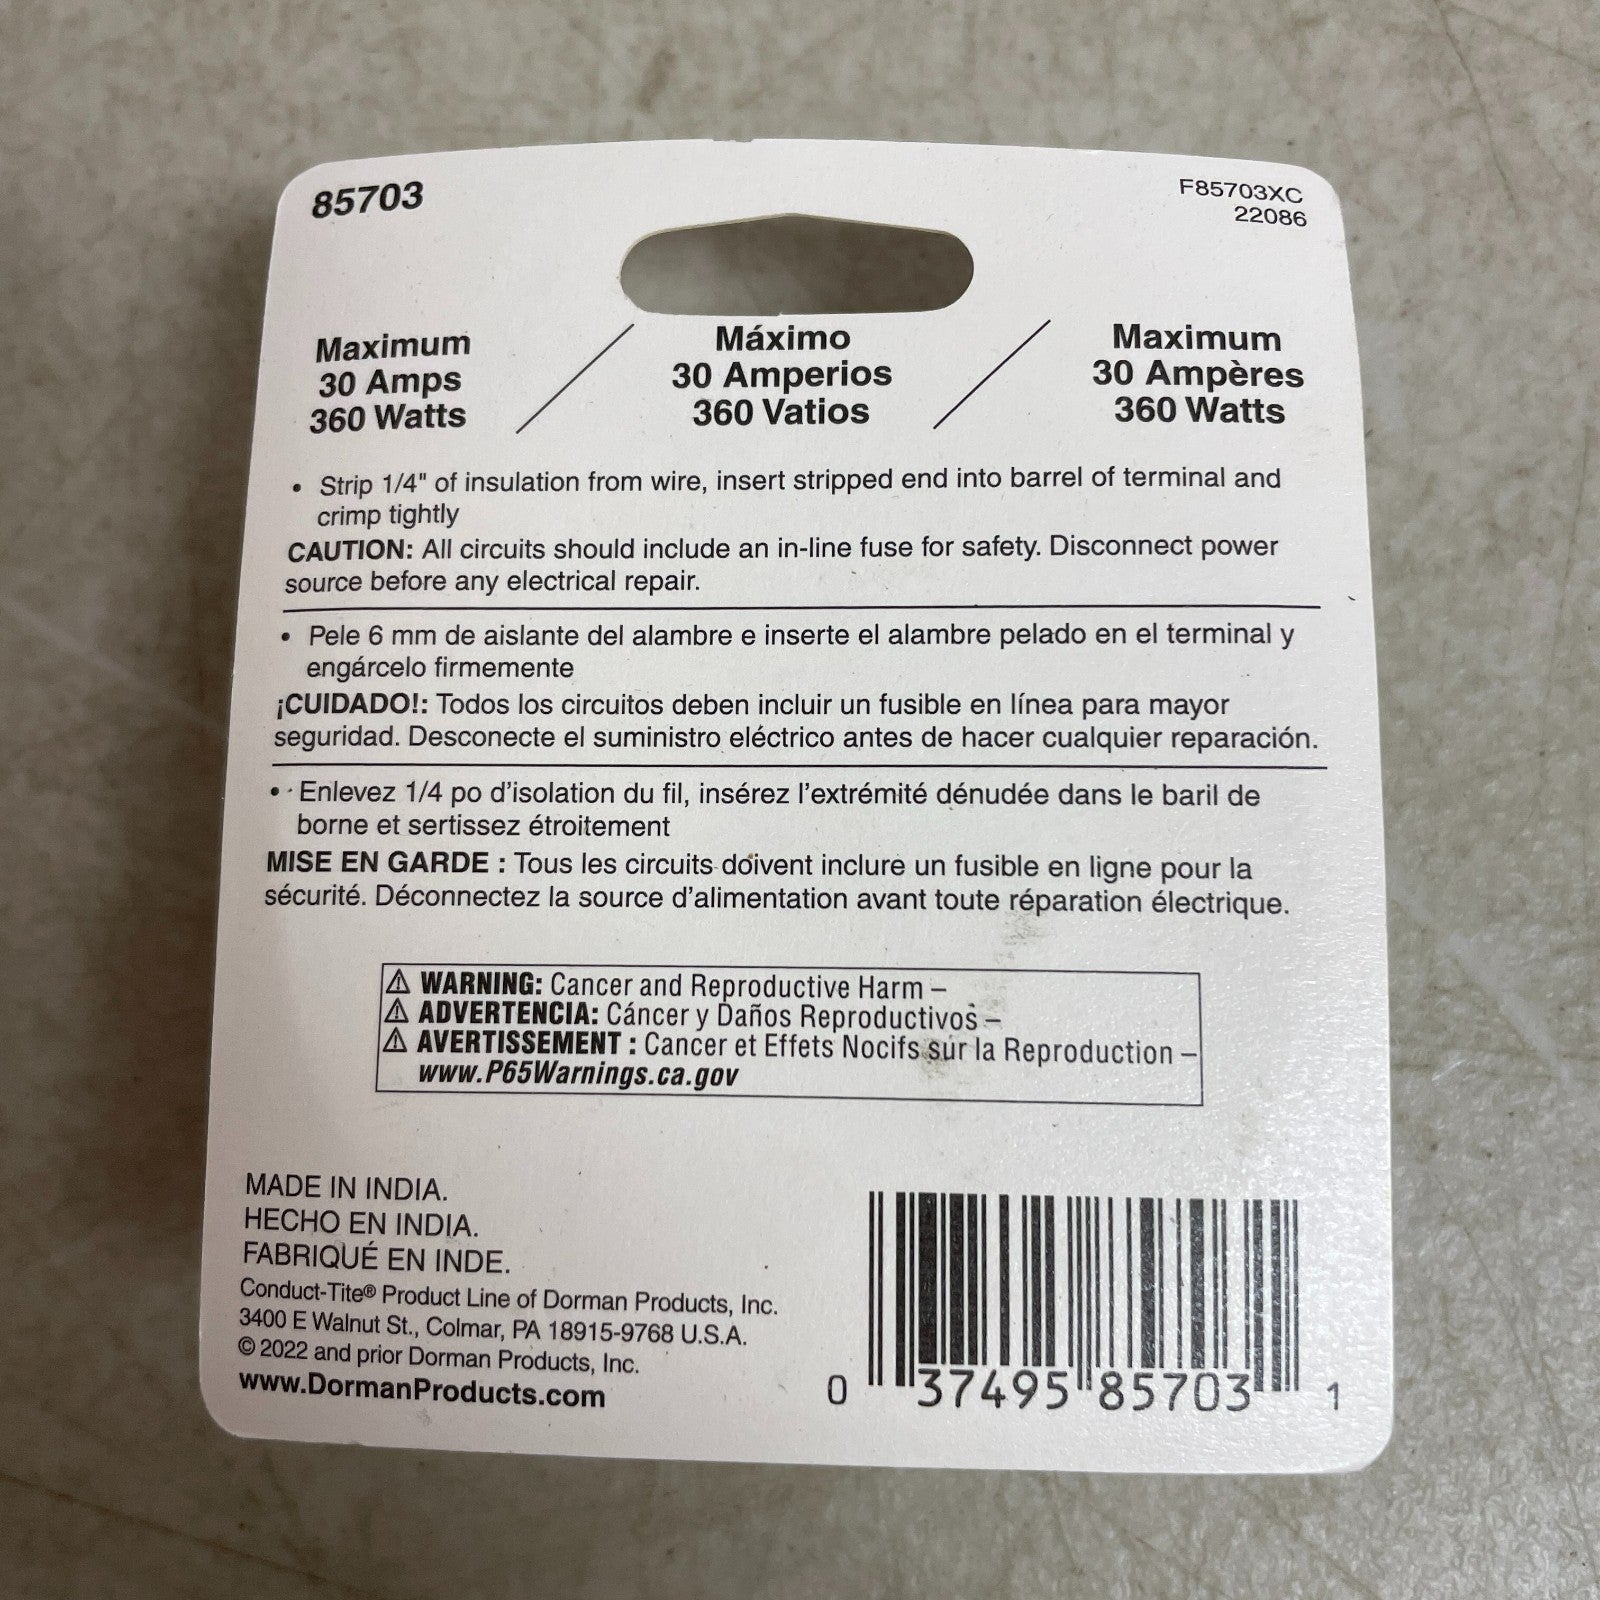 85703
F85703XC
22086
Maximum
30 Amps
360 Watts
Máximo
30 Amperios
360 Vatios
Maximum
30 Ampères
360 Watts
• Strip 1/4" of insulation from wire, insert stripped end into barrel of terminal and
crimp tightly
CAUTION: All circuits should include an in-line fuse for safety. Disconnect power
source before any electrical repair.
• Pele 6 mm de aislante del alambre e inserte el alambre pelado en el terminal y
engárcelo firmemente
¡CUIDADO!: Todos los circuitos deben incluir un fusible en línea para mayor
seguridad. Desconecte el suministro eléctrico antes de hacer cualquier reparación.
• Enlevez 1/4 po d'isolation du fil, insérez l'extrémité dénudée dans le baril de
borne et sertissez étroitement
MISE EN GARDE : Tous les circuits doivent inclure un fusible en ligne pour la
sécurité. Déconnectez la source d'alimentation avant toute réparation électrique.
⚠ WARNING: Cancer and Reproductive Harm –
⚠ ADVERTENCIA: Cáncer y Daños Reproductivos –
⚠ AVERTISSEMENT : Cancer et Effets Nocifs sur la Reproduction –
www.P65Warnings.ca.gov
MADE IN INDIA.
HECHO EN INDIA.
FABRIQUÉ EN INDE.
Conduct-Tite® Product Line of Dorman Products, Inc.
3400 E Walnut St., Colmar, PA 18915-9768 U.S.A.
© 2022 and prior Dorman Products, Inc.
www.DormanProducts.com
0 37495 85703 1